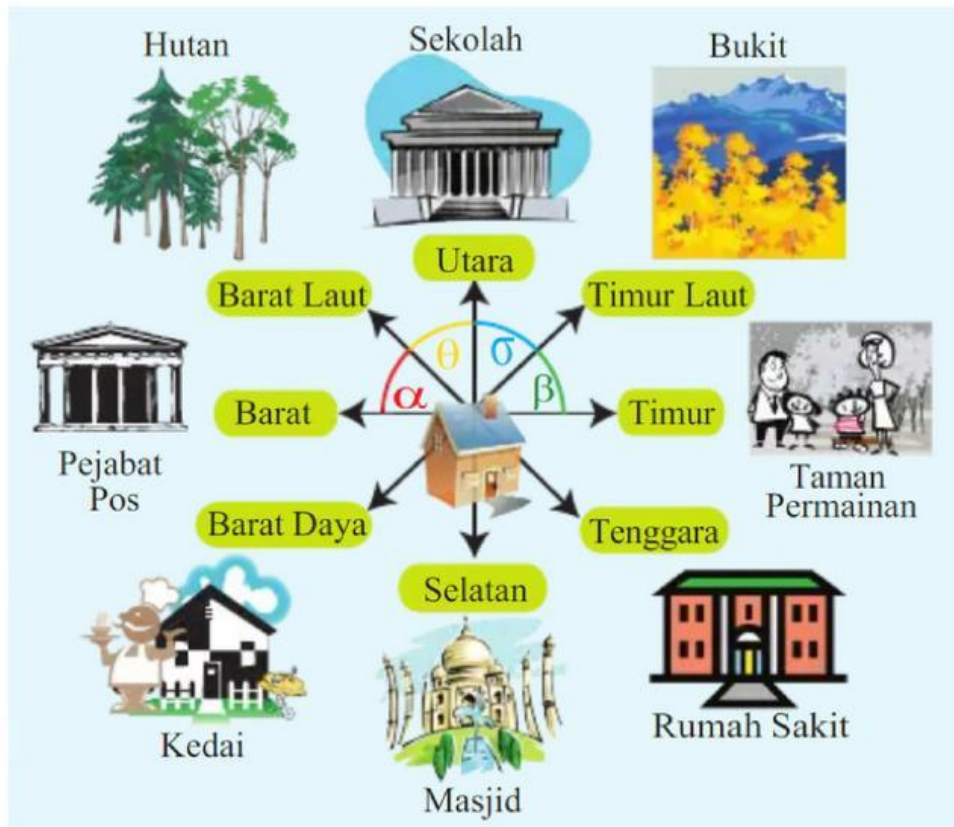 Hutan
Sekolah
Bukit
Utara
Barat Laut
Timur Laut
θ
σ
α
β
Barat
Timur
Pejabat
Pos
Taman
Permainan
Barat Daya
Tenggara
Selatan
Kedai
Masjid
Rumah Sakit